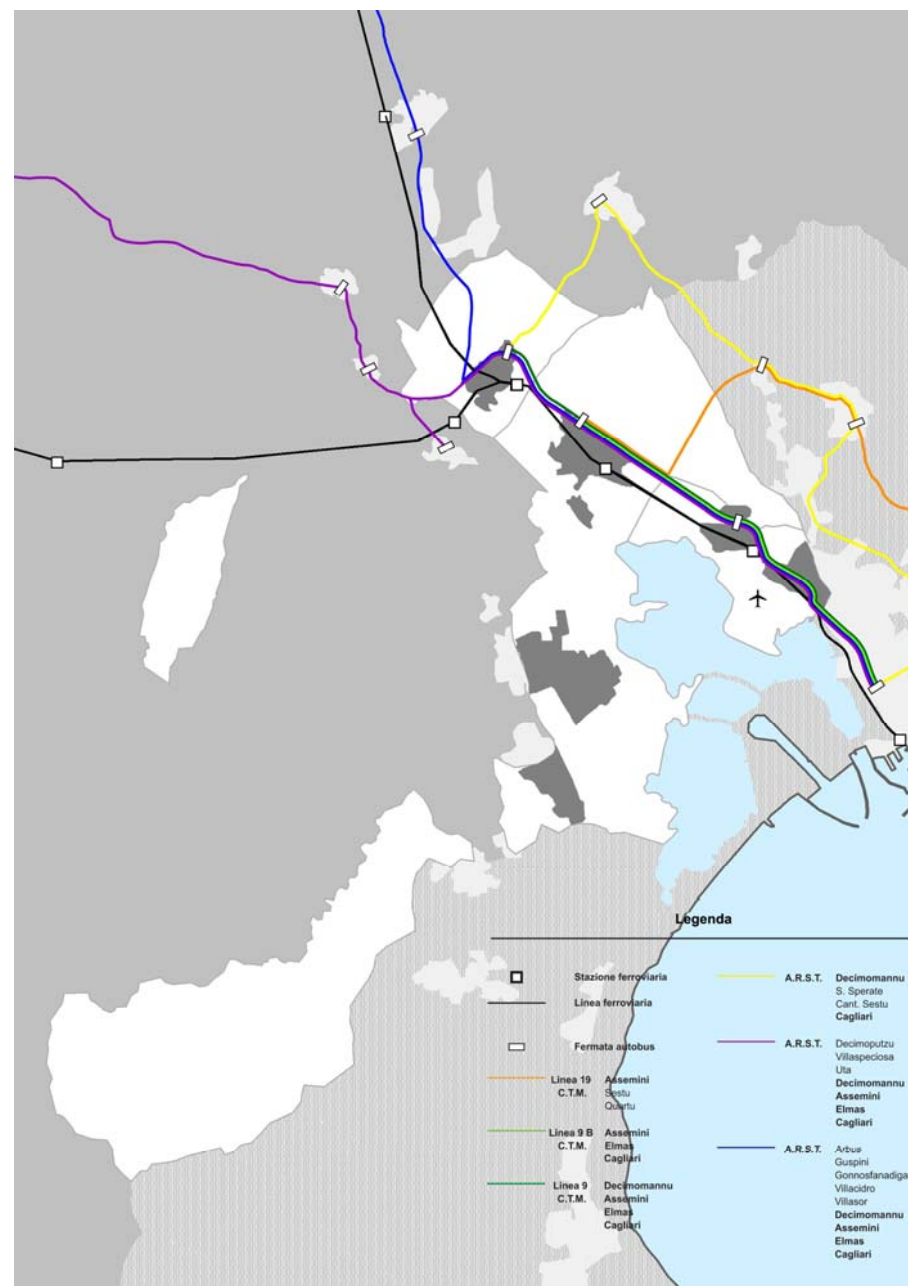 Legenda
Stazione ferroviaria
Linea ferroviaria
Fermata autobus
Linea 19 Assemini
C.T.M. Sestu
Quartu
Linea 9 B Assemini
C.T.M. Elmas
Cagliari
Linea 9 Decimomannu
C.T.M. Assemini
Elmas
Cagliari
A.R.S.T. Decimomannu
S. Sperate
Cant. Sestu
Cagliari
A.R.S.T. Decimoputzu
Villaspeciosa
Uta
Decimomannu
Assemini
Elmas
Cagliari
A.R.S.T. Arbus
Guspini
Gonnosfanadiga
Villacidro
Villasor
Decimomannu
Assemini
Elmas
Cagliari